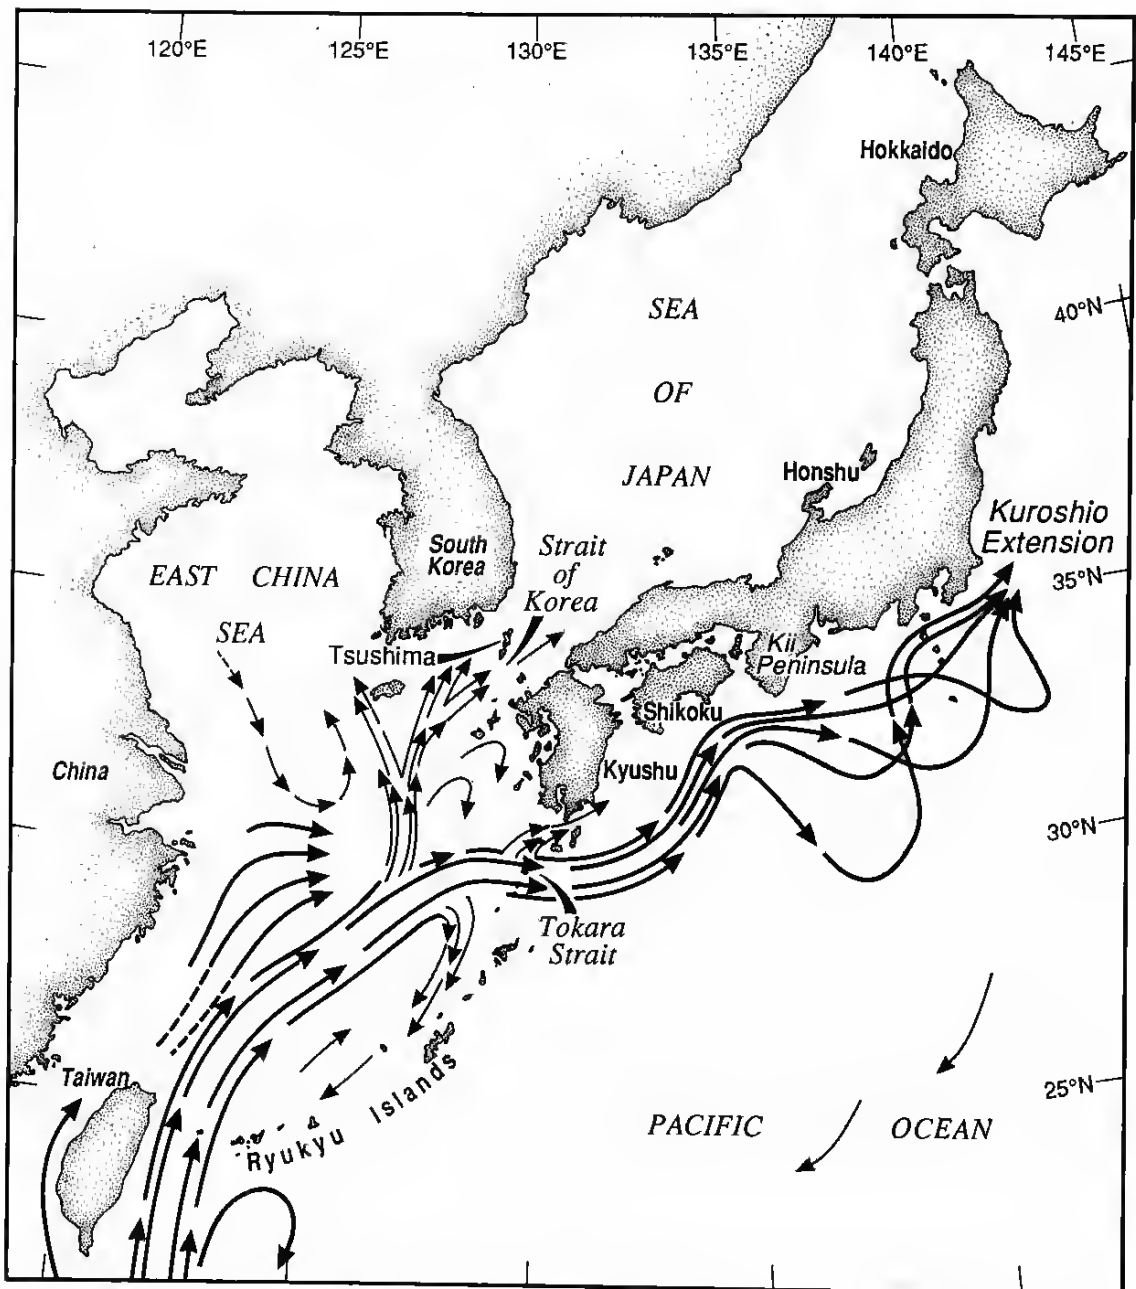 120°E
125°E
130°E
135°E
140°E
145°E
Hokkaido
SEA
OF
JAPAN
40°N
Honshu
Kuroshio
Extension
South
Korea
Strait
of
Korea
EAST CHINA
SEA
35°N
Tsushima
Kii
Peninsula
Shikoku
China
Kyushu
30°N
Tokara
Strait
Taiwan
Ryukyu Islands
25°N
PACIFIC OCEAN